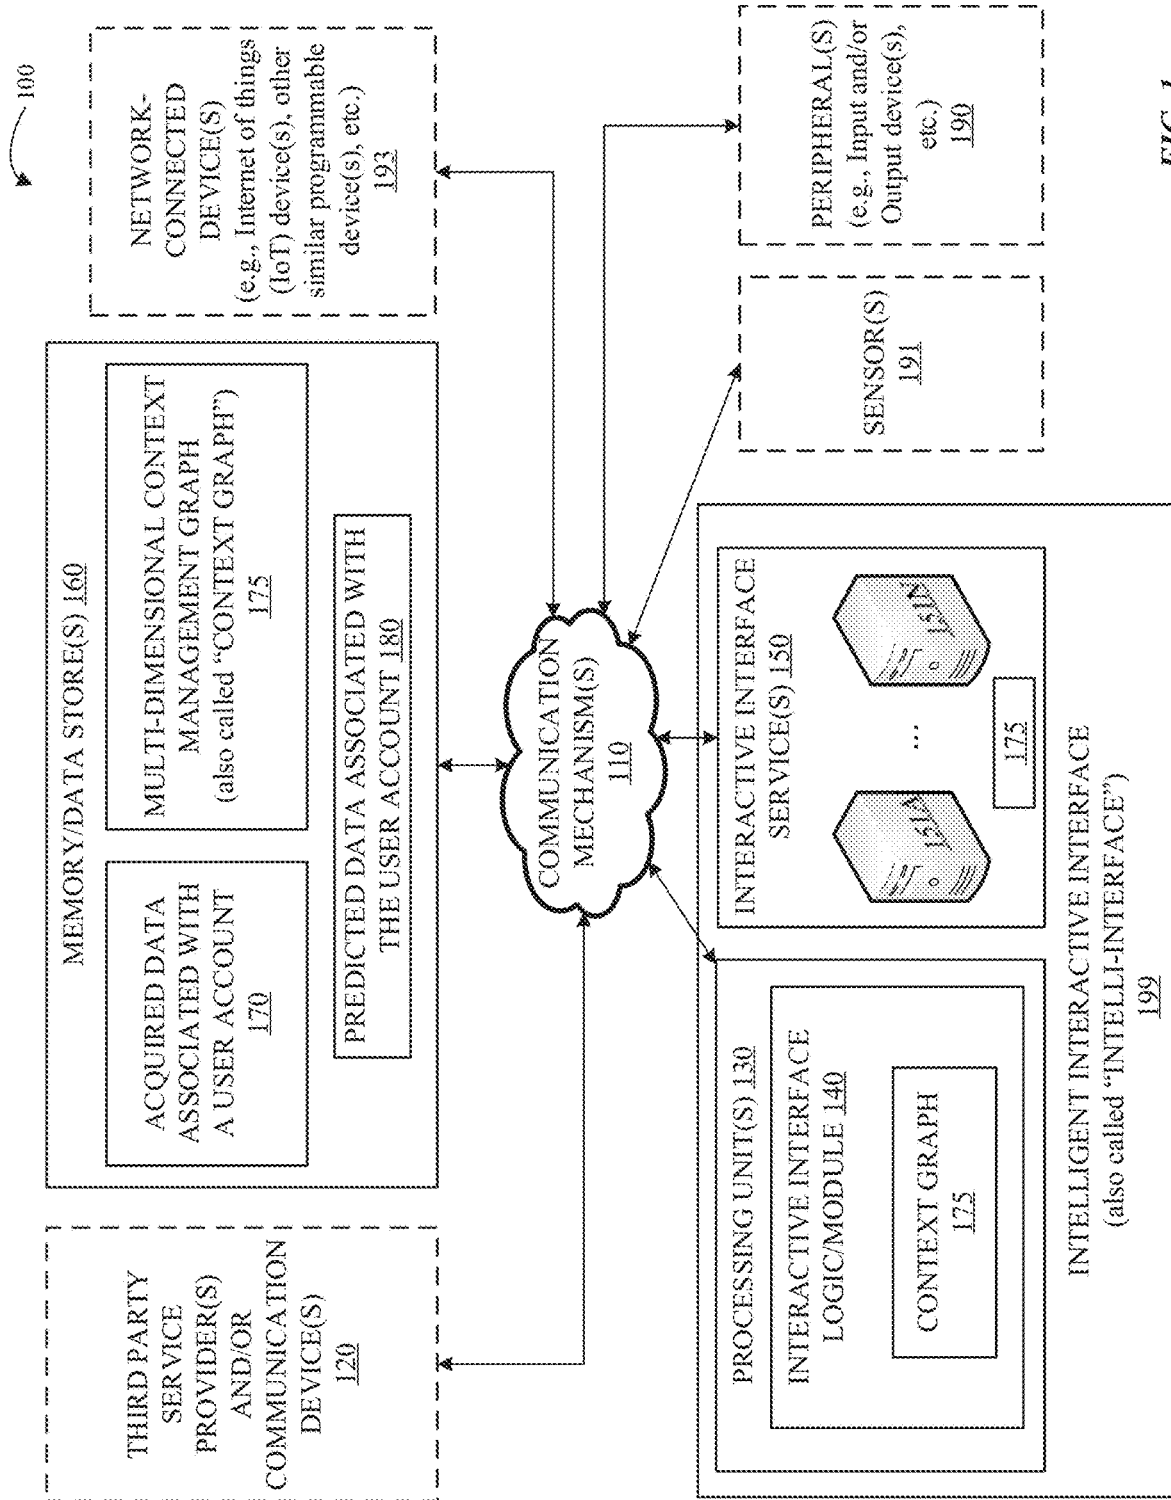 100
THIRD PARTY
SERVICE
PROVIDER(S)
AND/OR
COMMUNICATION
DEVICE(S)
120
MEMORY/DATA STORE(S) 160
ACQUIRED DATA
ASSOCIATED WITH
A USER ACCOUNT
170
MULTI-DIMENSIONAL CONTEXT
MANAGEMENT GRAPH
(also called “CONTEXT GRAPH”)
175
PREDICTED DATA ASSOCIATED WITH
THE USER ACCOUNT 180
NETWORK-
CONNECTED
DEVICE(S)
(e.g., Internet of things
(IoT) device(s), other
similar programmable
device(s), etc.)
193
COMMUNICATION
MECHANISM(S)
110
PROCESSING UNIT(S) 130
INTERACTIVE INTERFACE
LOGIC/MODULE 140
CONTEXT GRAPH
175
INTERACTIVE INTERFACE
SERVICE(S) 150
151A
...
151N
175
INTELLIGENT INTERACTIVE INTERFACE
(also called “INTELLI-INTERFACE”)
199
SENSOR(S)
191
PERIPHERAL(S)
(e.g., Input and/or
Output device(s),
etc.)
190
FIG. 1